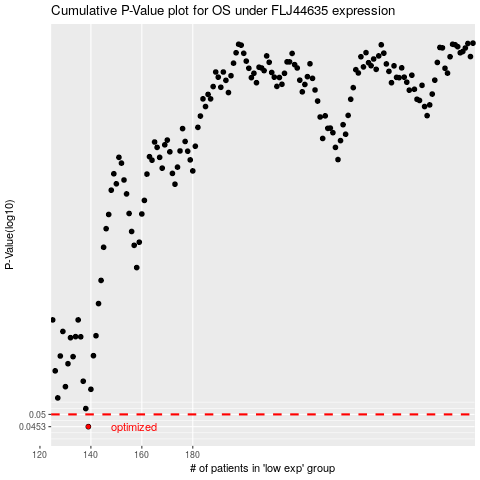 Cumulative P-Value plot for OS under FLJ44635 expression
P-Value(log10)
0.05
0.0453
optimized
120 140 160 180
# of patients in 'low exp' group